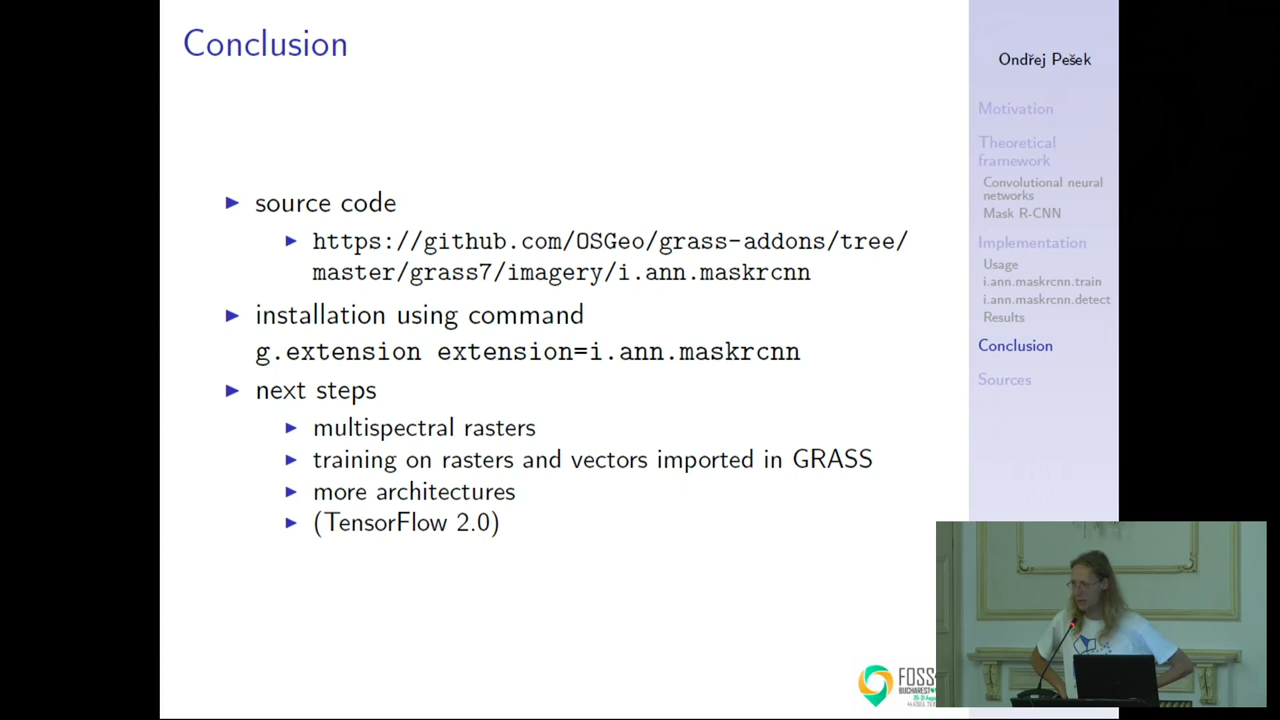 Conclusion
source code
https://github.com/OSGeo/grass-addons/tree/
master/grass7/imagery/i.ann.maskrcnn
installation using command
g.extension extension=i.ann.maskrcnn
next steps
multispectral rasters
training on rasters and vectors imported in GRASS
more architectures
(TensorFlow 2.0)
Ondřej Pešek
Motivation
Theoretical
framework
Convolutional neural
networks
Mask R-CNN
Implementation
Usage
i.ann.maskrcnn.train
i.ann.maskrcnn.detect
Results
Conclusion
Sources
FOSS
BUCHAREST